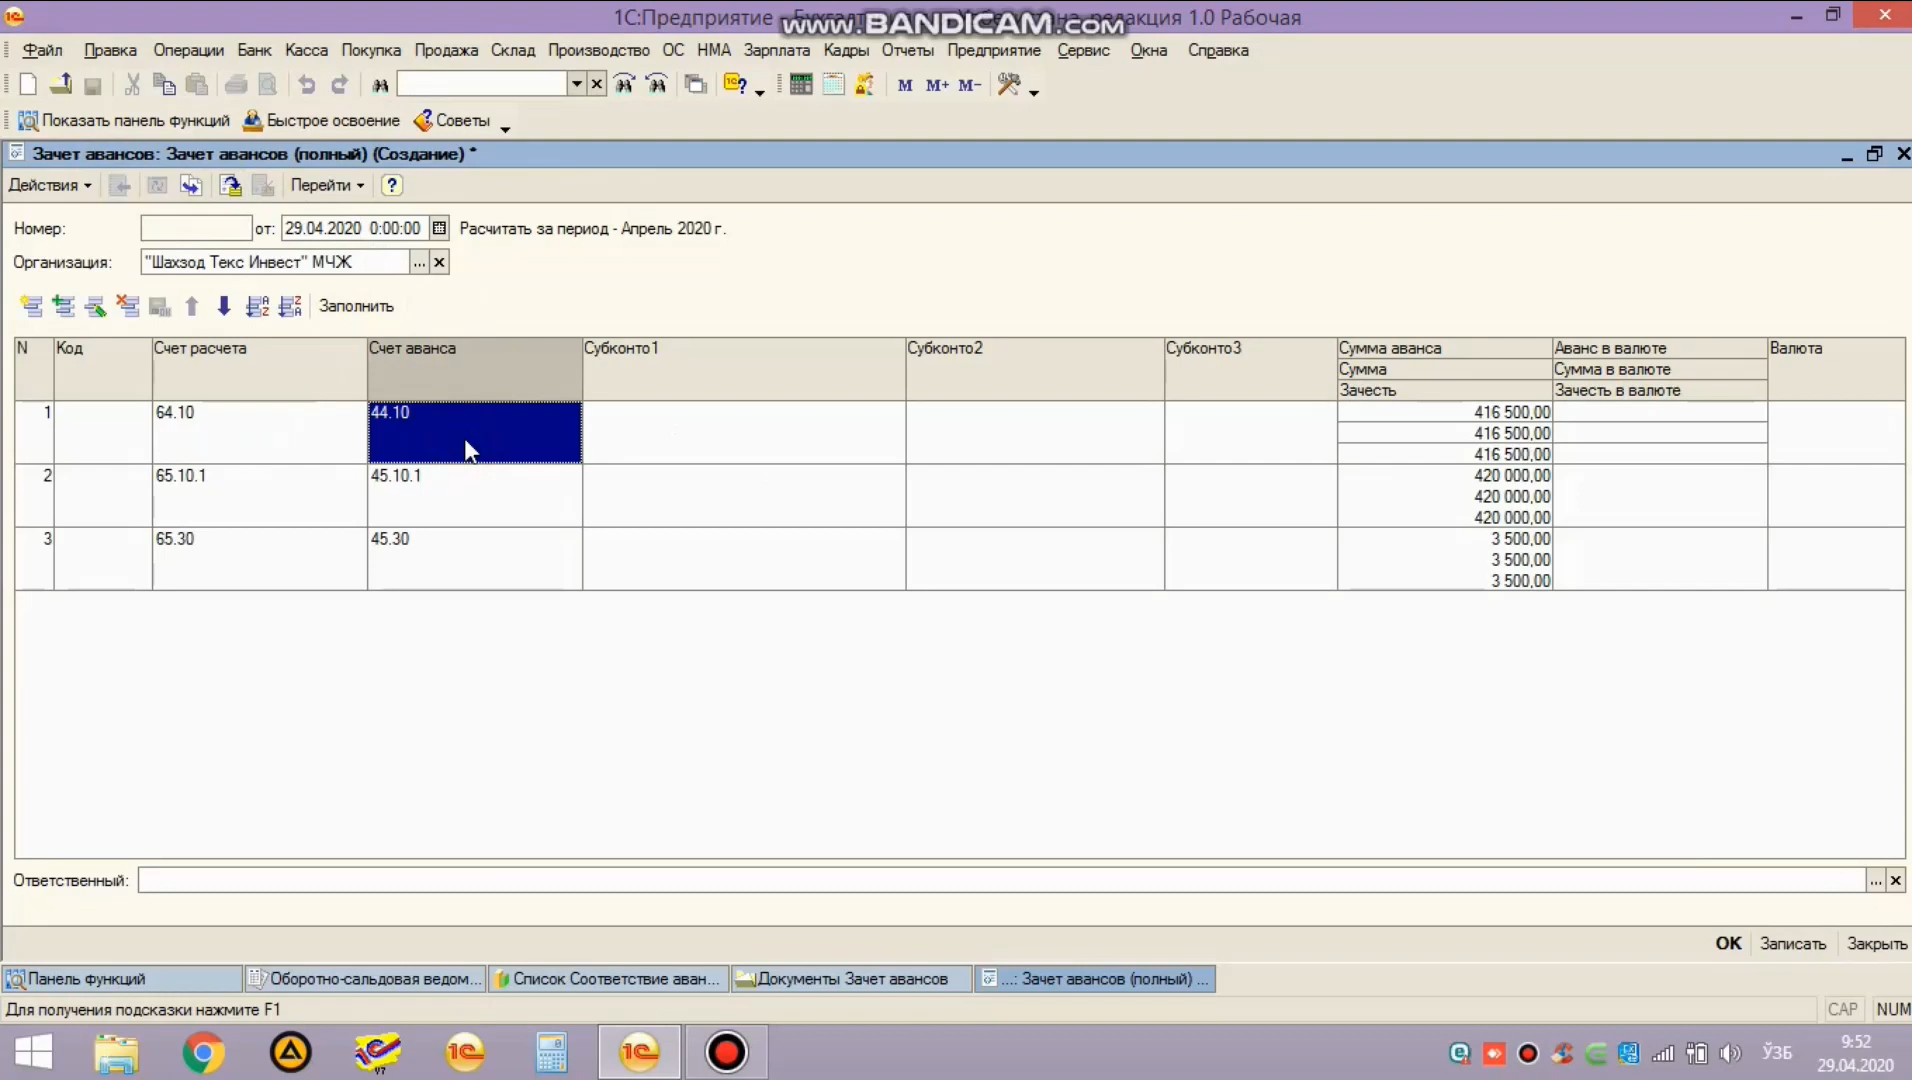 1С:Предприятие - Бухгалт
редакция 1.0 Рабочая
www.BANDICAM.com
Файл Правка Операции Банк Касса Покупка Продажа Склад Производство ОС НМА Зарплата Кадры Отчеты Предприятие Сервис Окна Справка
M M+ M-
Показать панель функций Быстрое освоение Советы
Зачет авансов: Зачет авансов (полный) (Создание) *
Действия Перейти ?
Номер: от: 29.04.2020 0:00:00 Расчитать за период - Апрель 2020 г.
Организация: "Шахзод Текс Инвест" МЧЖ ... ×
Заполнить
N Код Счет расчета Счет аванса Субконто1 Субконто2 Субконто3 Сумма аванса Аванс в валюте Валюта
Сумма Сумма в валюте
Зачесть Зачесть в валюте
1 64.10 44.10 416 500,00
416 500,00
416 500,00
2 65.10.1 45.10.1 420 000,00
420 000,00
420 000,00
3 65.30 45.30 3 500,00
3 500,00
3 500,00
Ответственный: ... ×
OK Записать Закрыть
Панель функций Оборотно-сальдовая ведом... Список Соответствие аван... Документы Зачет авансов ...: Зачет авансов (полный) ...
Для получения подсказки нажмите F1 CAP NUM
ЎЗБ 9:52
29.04.2020